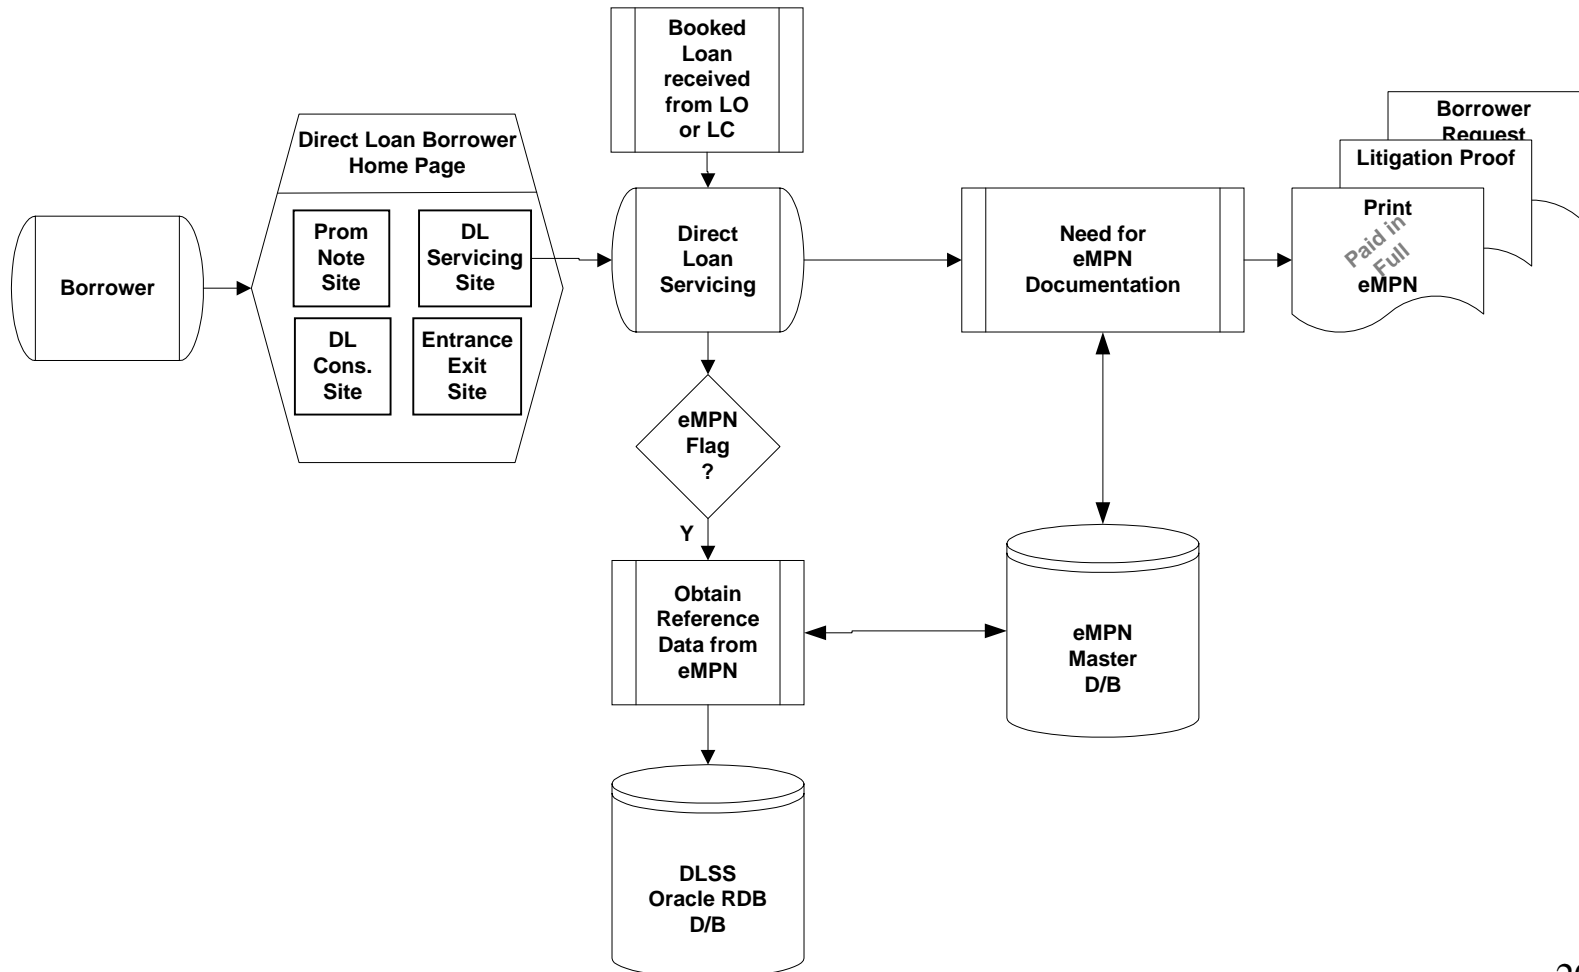 Booked
Loan
received
from LO
or LC
Direct Loan Borrower
Home Page
Prom
Note
Site
DL
Servicing
Site
DL
Cons.
Site
Entrance
Exit
Site
Borrower
Direct
Loan
Servicing
Need for
eMPN
Documentation
Borrower
Request
Litigation Proof
Print
Paid in
Full
eMPN
eMPN
Flag
?
Y
Obtain
Reference
Data from
eMPN
eMPN
Master
D/B
DLSS
Oracle RDB
D/B